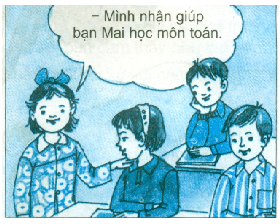 – Mình nhận giúp
bạn Mai học môn toán.